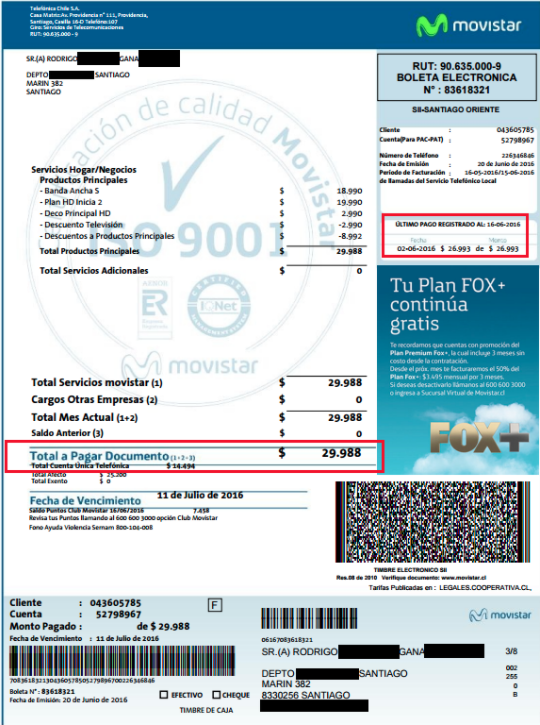 Telefónica Chile S.A.
Casa Matriz:Av. Providencia n° 111, Providencia,
Santiago, Casilla 16-D Teléfono:107
Giro: Servicios de Telecomunicaciones
RUT: 90.635.000 - 9
movistar
SR.(A) RODRIGO GANA
DEPTO SANTIAGO
MARIN 382
SANTIAGO
RUT: 90.635.000-9
BOLETA ELECTRONICA
N° : 83618321
SII-SANTIAGO ORIENTE
Cliente : 043605785
Cuenta(Para PAC-PAT) : 52798967
Número de Teléfono : 226346846
Fecha de Emisión : 20 de Junio de 2016
Periodo de Facturación : 16-05-2016/15-06-2016
de llamadas del Servicio Telefónico Local
ÚLTIMO PAGO REGISTRADO AL: 16-06-2016
Fecha
02-06-2016 $ 26.993 de $ 26.993
ación de calidad Movistar
ISO 9001
AENOR
ER
Empresa
Registrada
IQNet
movistar
Servicios Hogar/Negocios
Productos Principales
- Banda Ancha S $ 18.990
- Plan HD Inicia 2 $ 19.990
- Deco Principal HD $ 2.990
- Descuento Televisión $ -2.990
- Descuentos a Productos Principales $ -8.992
Total Productos Principales $ 29.988
Total Servicios Adicionales $ 0
Tu Plan FOX+
continúa
gratis
Te recordamos que cuentas con promoción del
Plan Premium Fox+, la cual incluye 3 meses sin
costo desde la contratación.
Desde el próx. mes te facturaremos el 50% del
Plan Fox+: $3.495 mensual por 3 meses.
Si deseas desactivarlo llámanos al 600 600 3000
o ingresa a Sucursal Virtual de Movistar.cl
FOX+
Total Servicios movistar (1) $ 29.988
Cargos Otras Empresas (2) $ 0
Total Mes Actual (1+2) $ 29.988
Saldo Anterior (3) $ 0
Total a Pagar Documento (1+2+3) $ 29.988
Total Cuenta Única Telefónica $ 14.494
Total Afecto $ 25.200
Total Exento $ 0
Fecha de Vencimiento 11 de Julio de 2016
Saldo Puntos Club Movistar 16/06/2016 7.458
Revisa tus Puntos llamando al 600 600 3000 opción Club Movistar
Fono Ayuda Violencia Sernam 800-104-008
TIMBRE ELECTRONICO SII
Res.08 de 2010 Verifique documento: www.movistar.cl
Tarifas Publicadas en : LEGALES.COOPERATIVA.CL,
Cliente : 043605785
F
Cuenta : 52798967
Monto Pagado : de $ 29.988
Fecha de Vencimiento : 11 de Julio de 2016
7083618321304360578505279896700226346846
Boleta N° : 83618321
Fecha de Emisión: 20 de Junio de 2016
EFECTIVO CHEQUE
TIMBRE DE CAJA
movistar
06167083618321
SR.(A) RODRIGO GANA 3/8
DEPTO SANTIAGO
MARIN 382
8330256 SANTIAGO
002
255
0
B